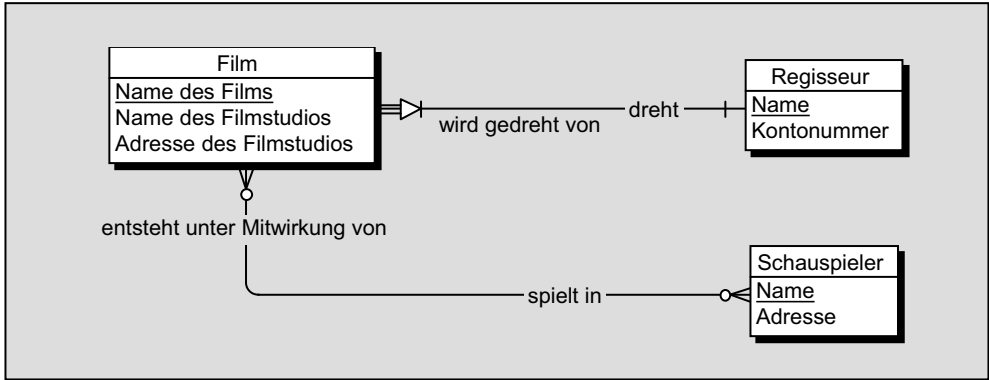 Film
Name des Films
Name des Filmstudios
Adresse des Filmstudios
wird gedreht von
dreht
Regisseur
Name
Kontonummer
entsteht unter Mitwirkung von
spielt in
Schauspieler
Name
Adresse